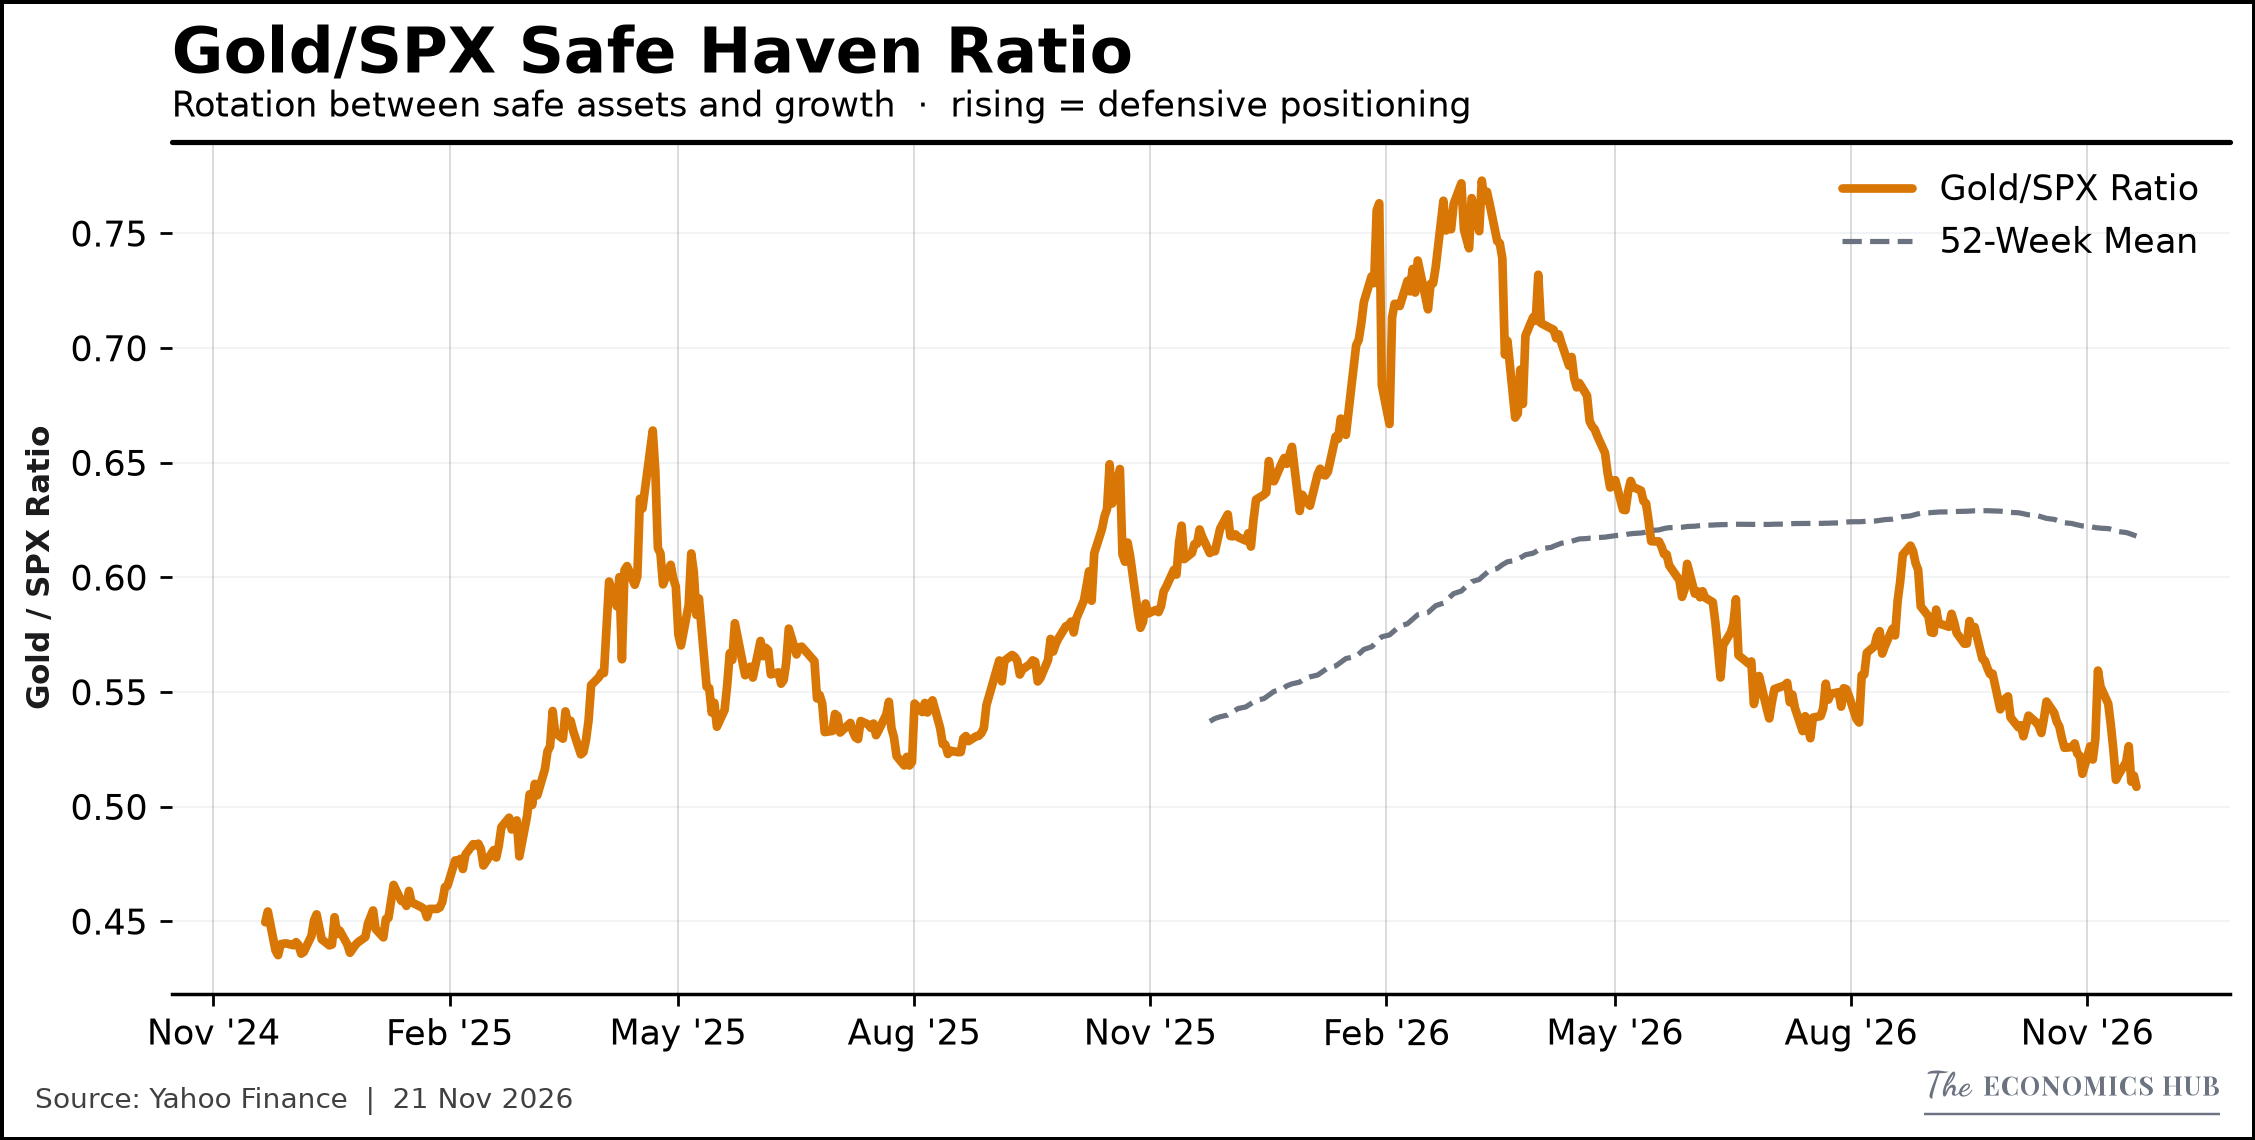 Gold/SPX Safe Haven Ratio
Rotation between safe assets and growth · rising = defensive positioning
Gold/SPX Ratio
52-Week Mean
Gold / SPX Ratio
0.75
0.70
0.65
0.60
0.55
0.50
0.45
Nov '24 Feb '25 May '25 Aug '25 Nov '25 Feb '26 May '26 Aug '26 Nov '26
Source: Yahoo Finance | 21 Nov 2026
The ECONOMICS HUB